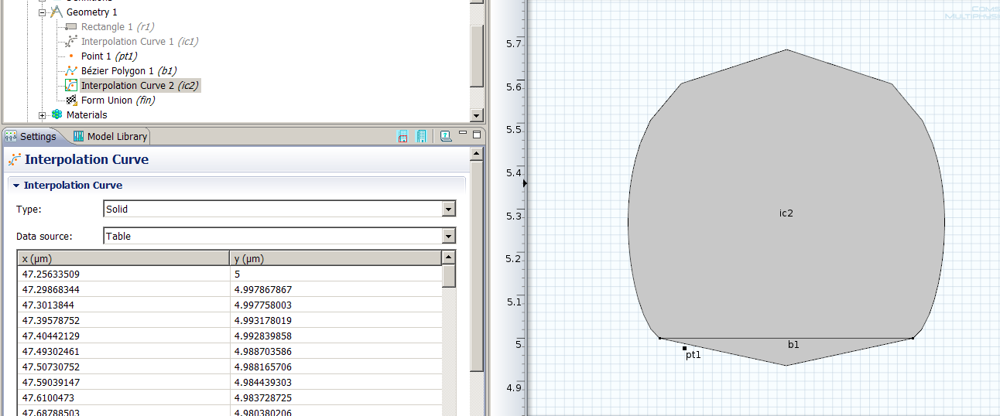 Geometry 1
Rectangle 1 (r1)
Interpolation Curve 1 (ic1)
Point 1 (pt1)
Bézier Polygon 1 (b1)
Interpolation Curve 2 (ic2)
Form Union (fin)
Materials
Settings
Model Library
Interpolation Curve
Interpolation Curve
Type:
Solid
Data source:
Table
x (µm) y (µm)
47.25633509 5
47.29868344 4.997867867
47.3013844 4.997758003
47.39578752 4.993178019
47.40442129 4.992839858
47.49302461 4.988703586
47.50730752 4.988165706
47.59039147 4.984439303
47.6100473 4.983728725
47.68788503 4.980380206
5.7
5.6
5.5
5.4
5.3
5.2
5.1
5
4.9
ic2
b1
pt1